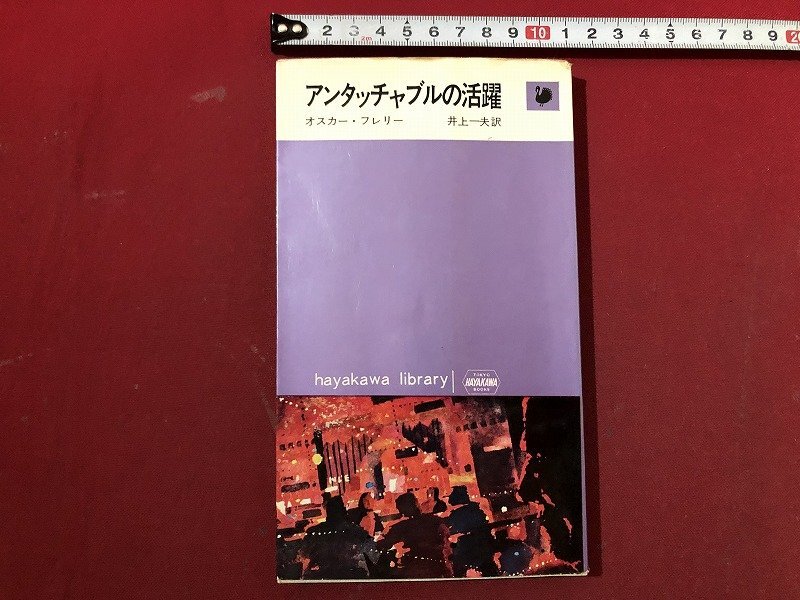 2 3 4 5 6 7 8 9 10 1 2 3 4 5 6 7 8 9 20
cm
アンタッチャブルの活躍
オスカー・フレリー 井上一夫訳
hayakawa library
TOKYO
HAYAKAWA
BOOKS